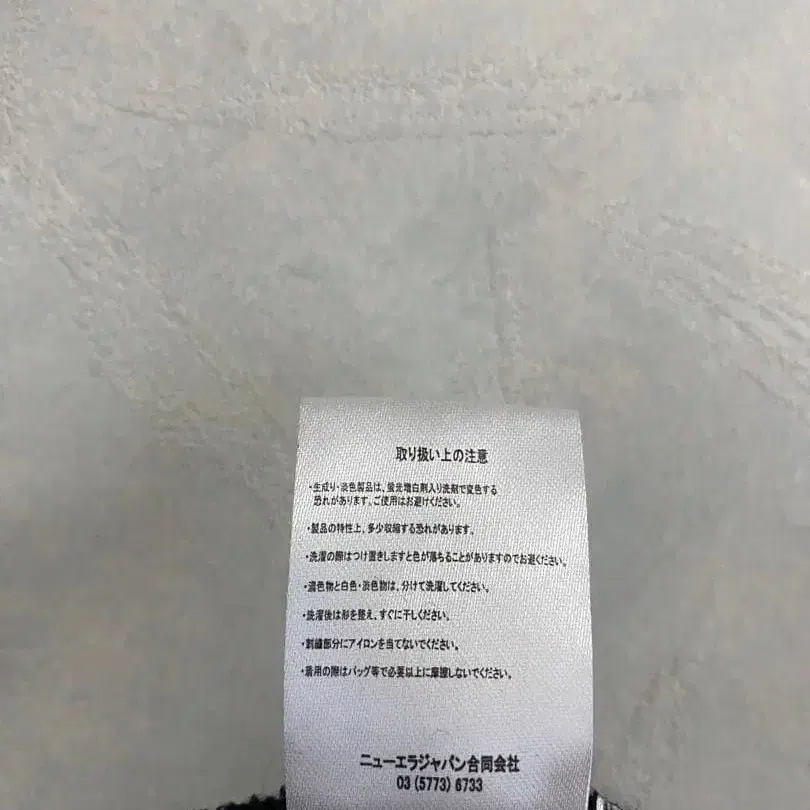 取り扱い上の注意
・生成り・淡色製品は、蛍光増白剤入り洗剤で変色する
恐れがあります。ご使用はお避けください。
・製品の特性上、多少収縮する恐れがあります。
・洗濯の際はつけ置きしますと色が落ちることがありますのでお避ください。
・濃色物と白色・淡色物は、分けて洗濯してください。
・洗濯後は形を整え、すぐに干しください。
・刺繍部分にアイロンを当てないでください。
・着用の際はバッグ等で必要以上に摩擦しないでください。
ニューエラジャパン合同会社
03 (5773) 6733